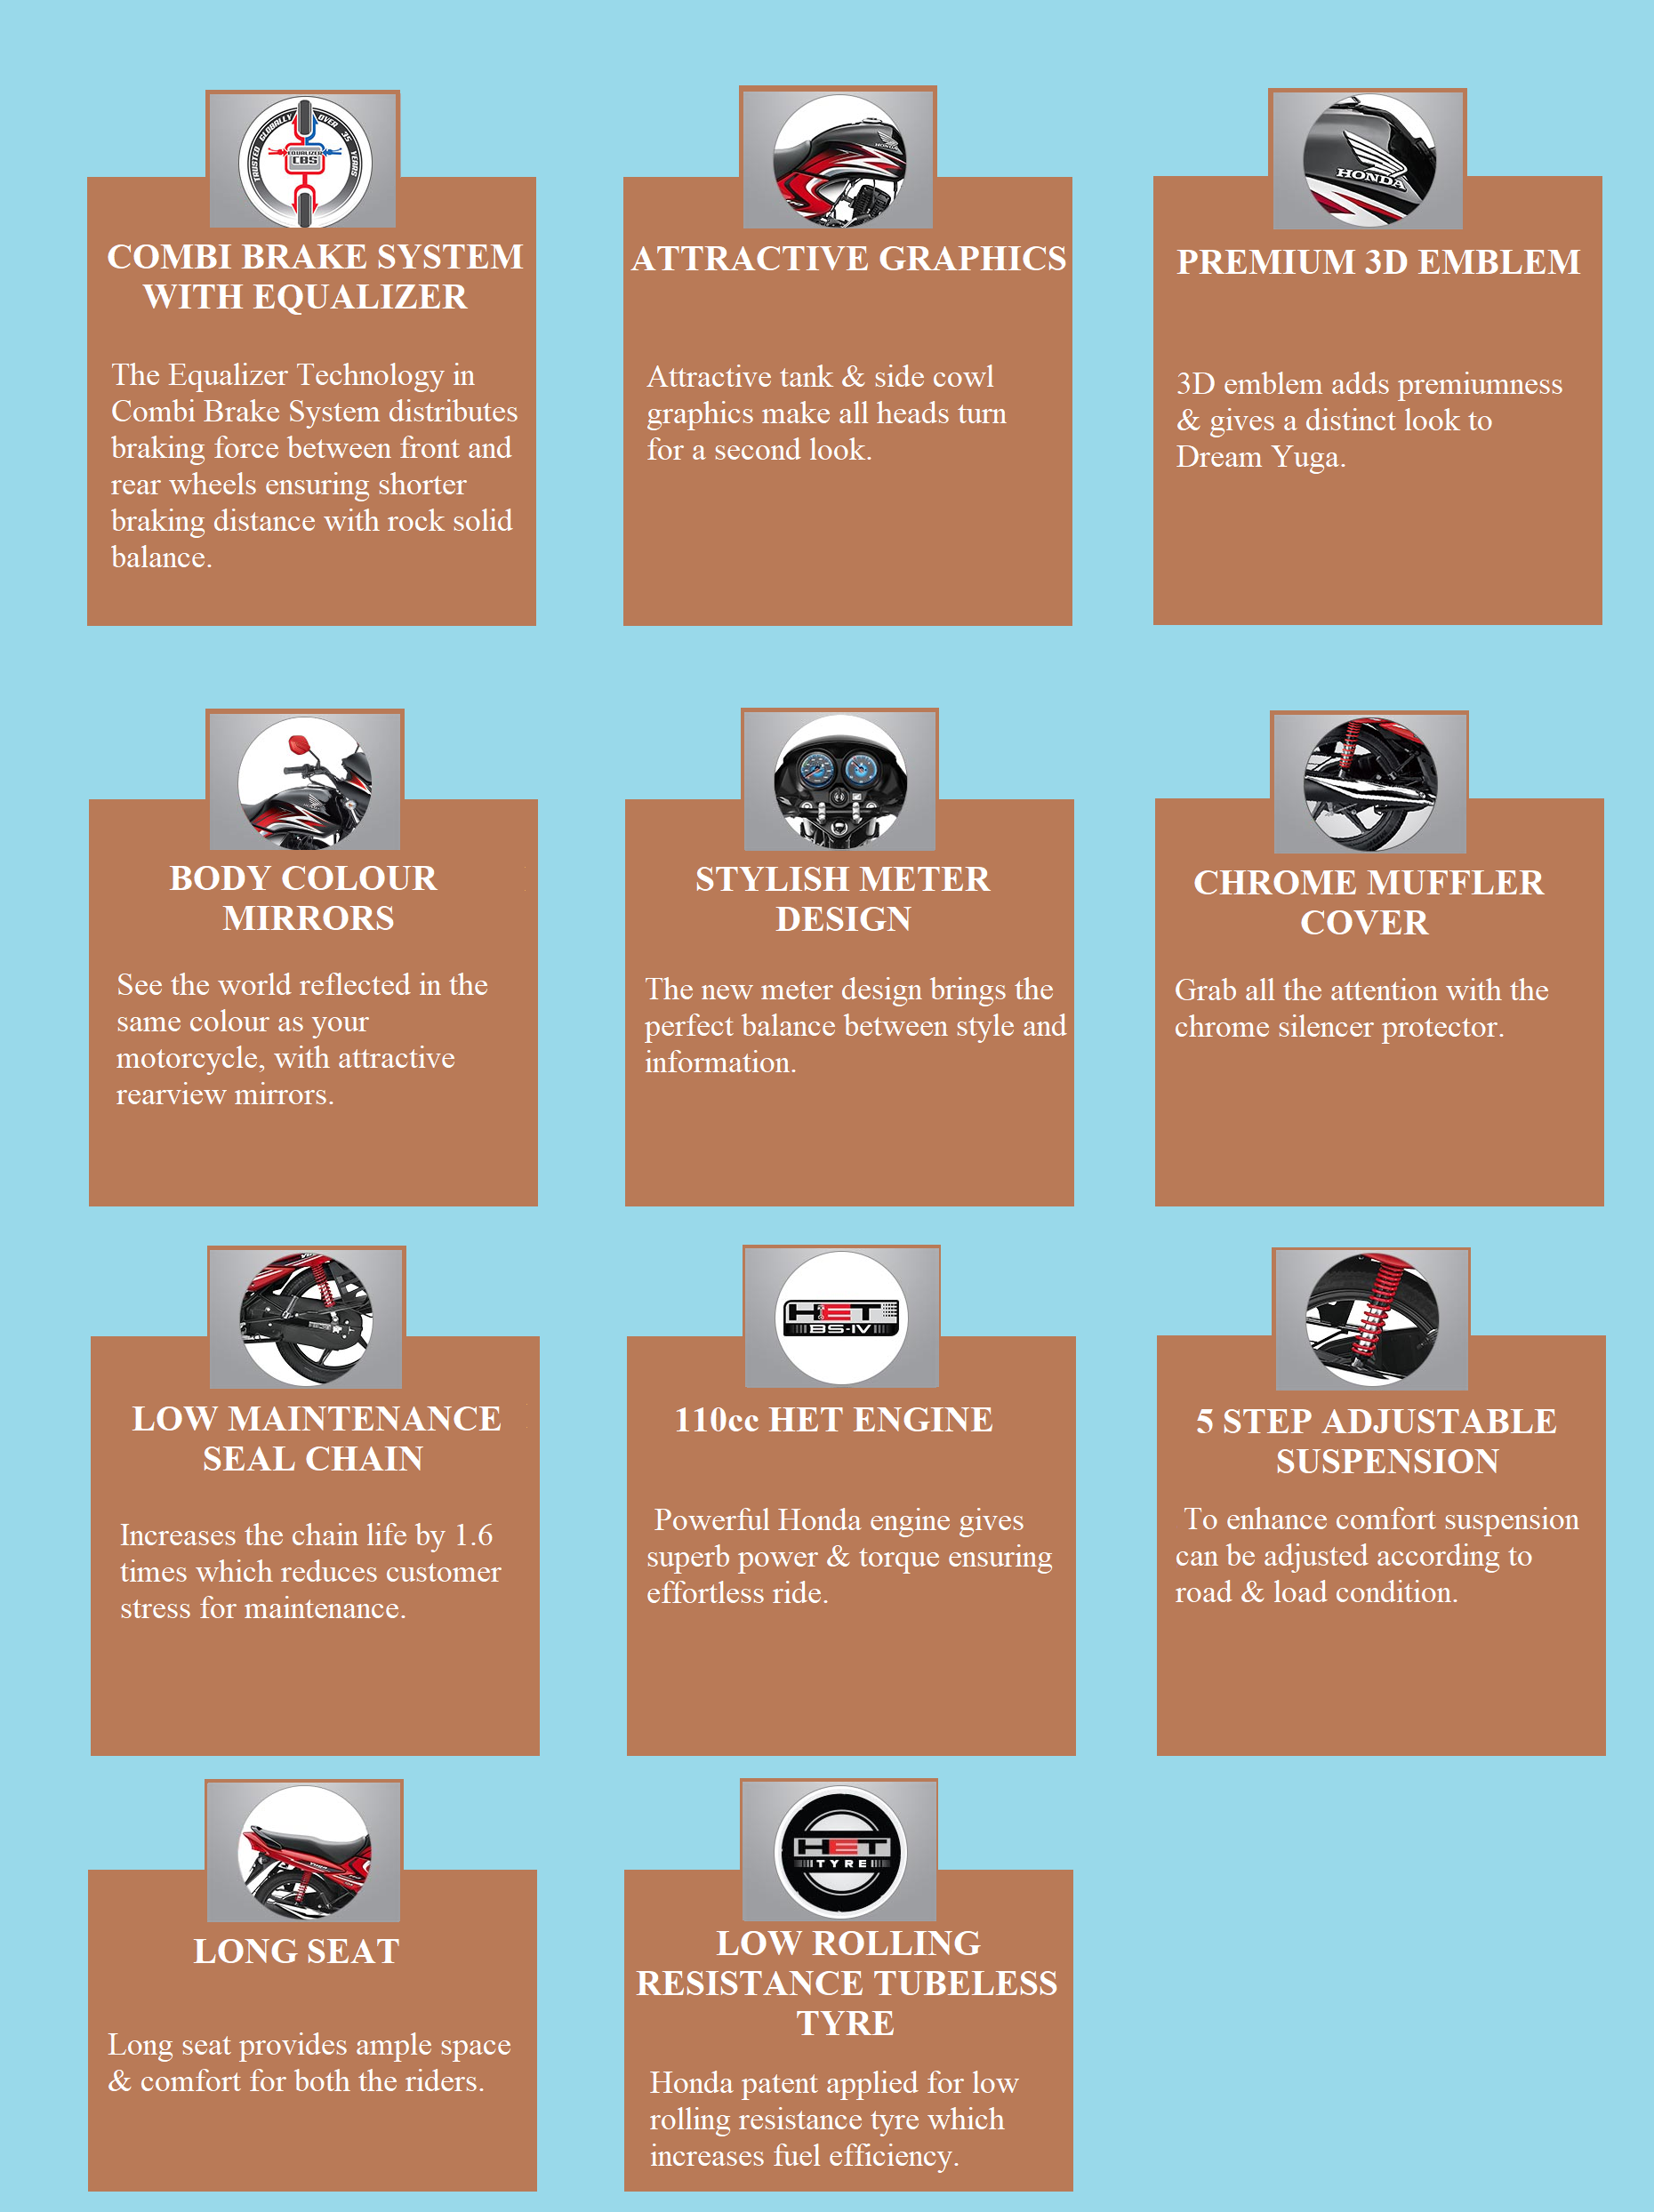 TRUSTED GLOBALLY OVER 25 YEARS
EQUALIZER
CBS
COMBI BRAKE SYSTEM
WITH EQUALIZER
The Equalizer Technology in
Combi Brake System distributes
braking force between front and
rear wheels ensuring shorter
braking distance with rock solid
balance.
HONDA
ATTRACTIVE GRAPHICS
Attractive tank & side cowl
graphics make all heads turn
for a second look.
HONDA
PREMIUM 3D EMBLEM
3D emblem adds premiumness
& gives a distinct look to
Dream Yuga.
BODY COLOUR
MIRRORS
See the world reflected in the
same colour as your
motorcycle, with attractive
rearview mirrors.
STYLISH METER
DESIGN
The new meter design brings the
perfect balance between style and
information.
CHROME MUFFLER
COVER
Grab all the attention with the
chrome silencer protector.
LOW MAINTENANCE
SEAL CHAIN
Increases the chain life by 1.6
times which reduces customer
stress for maintenance.
HET
BS-IV
110cc HET ENGINE
Powerful Honda engine gives
superb power & torque ensuring
effortless ride.
5 STEP ADJUSTABLE
SUSPENSION
To enhance comfort suspension
can be adjusted according to
road & load condition.
LONG SEAT
Long seat provides ample space
& comfort for both the riders.
HET
TYRE
LOW ROLLING
RESISTANCE TUBELESS
TYRE
Honda patent applied for low
rolling resistance tyre which
increases fuel efficiency.